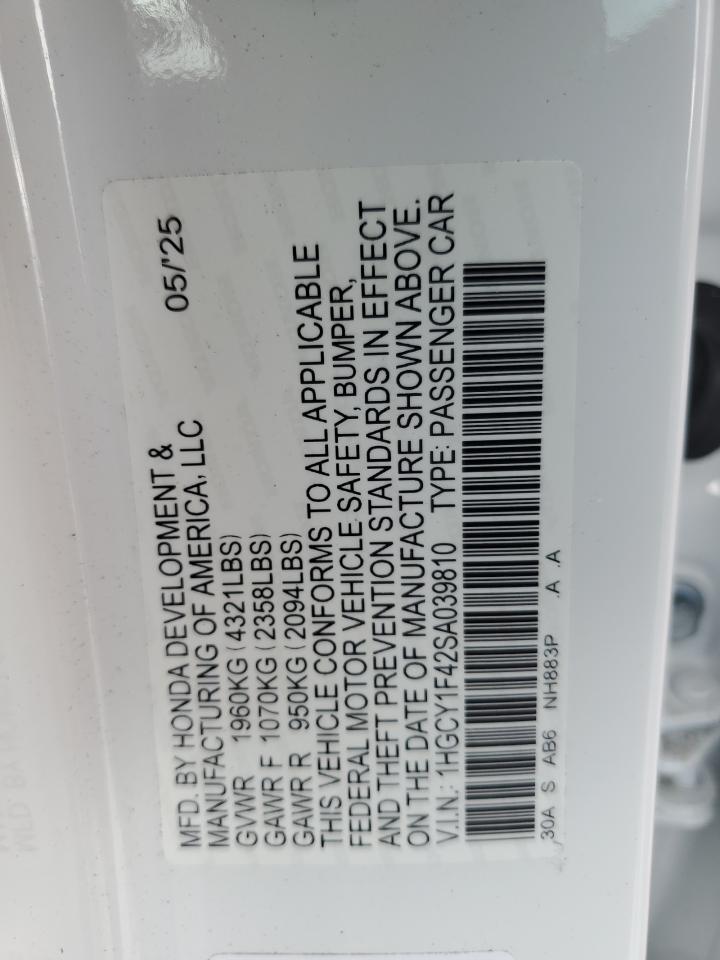 MFD. BY HONDA DEVELOPMENT & 05/'25
MANUFACTURING OF AMERICA, LLC
GVWR 1960KG (4321LBS)
GAWR F 1070KG (2358LBS)
GAWR R 950KG (2094LBS)
THIS VEHICLE CONFORMS TO ALL APPLICABLE
FEDERAL MOTOR VEHICLE SAFETY, BUMPER,
AND THEFT PREVENTION STANDARDS IN EFFECT
ON THE DATE OF MANUFACTURE SHOWN ABOVE.
V.I.N.: 1HGCY1F42SA039810 TYPE: PASSENGER CAR
30A S AB6 NH883P .A .A